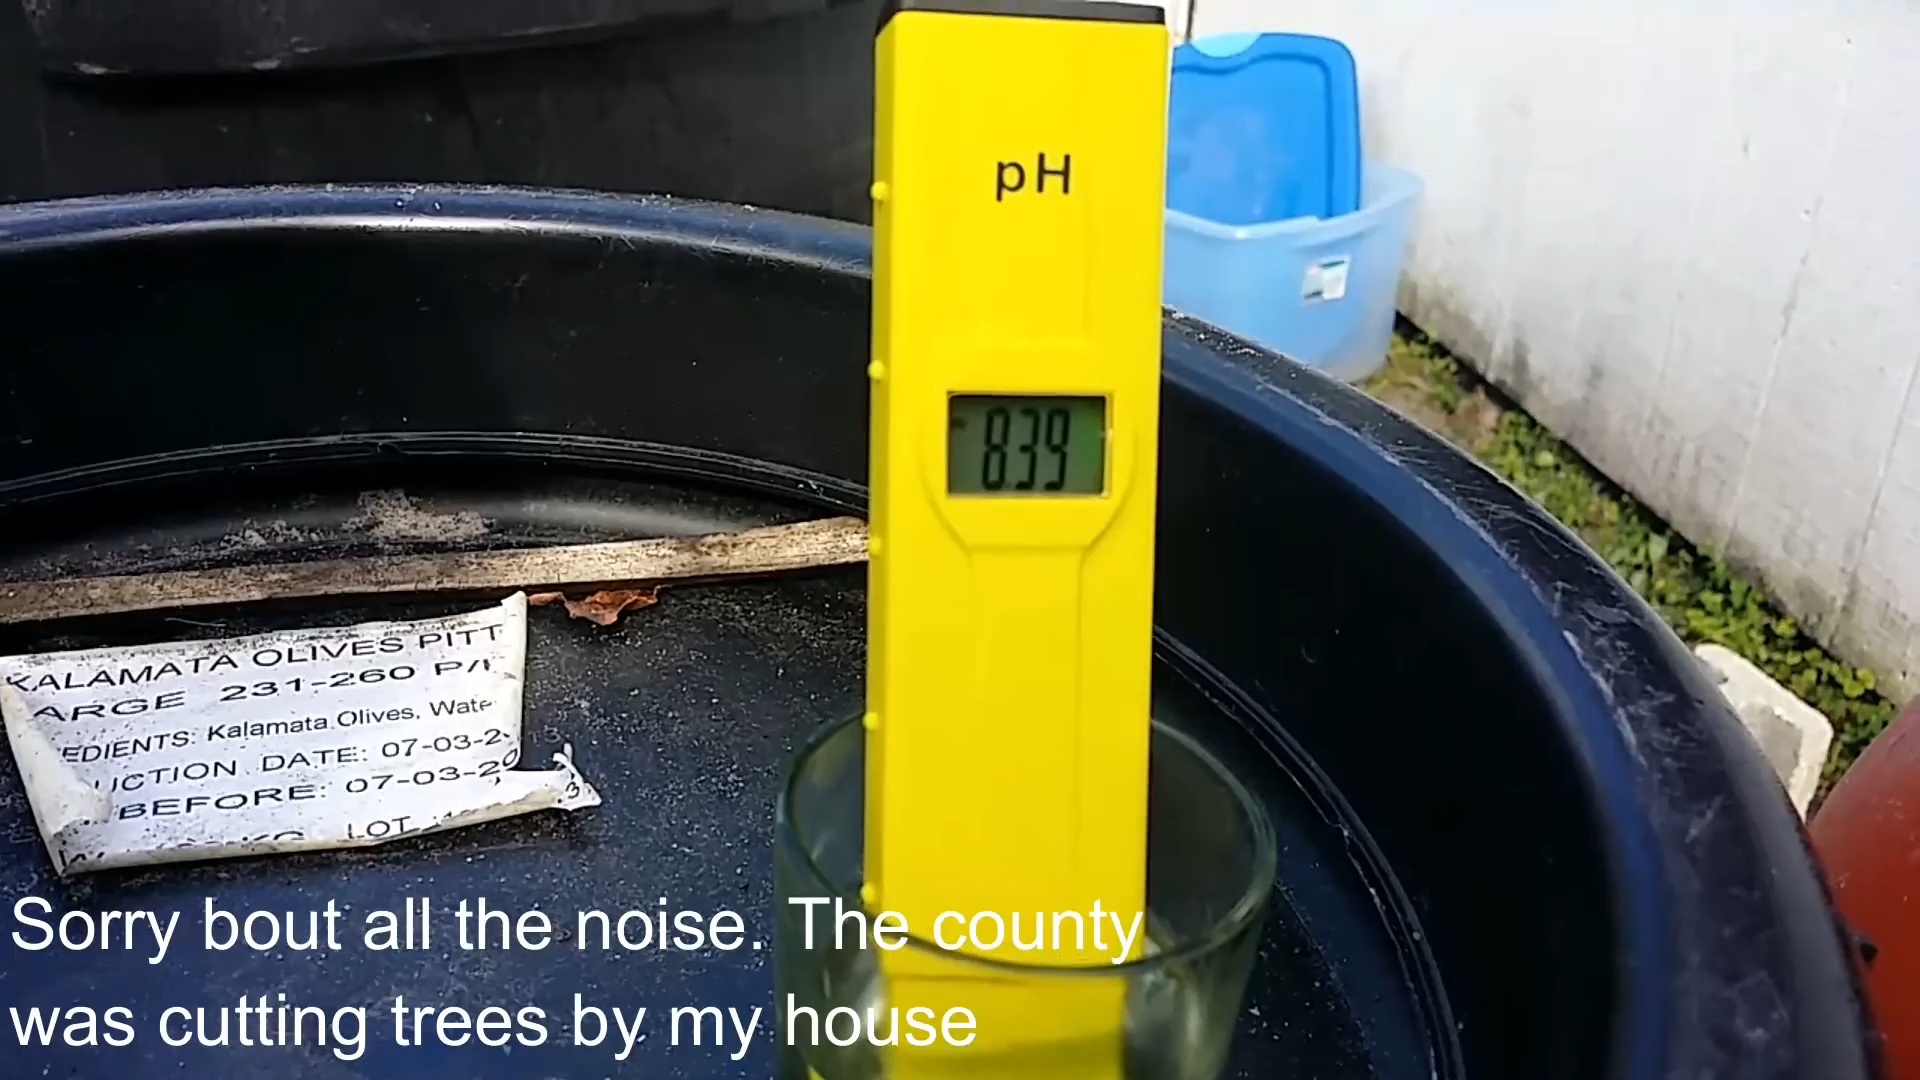 pH
8.39
KALAMATA OLIVES PITT
ARGE 231-260 P/
EDIENTS: Kalamata Olives, Wate
UCTION DATE: 07-03-2
BEFORE: 07-03-20
LOT
Sorry bout all the noise. The county
was cutting trees by my house